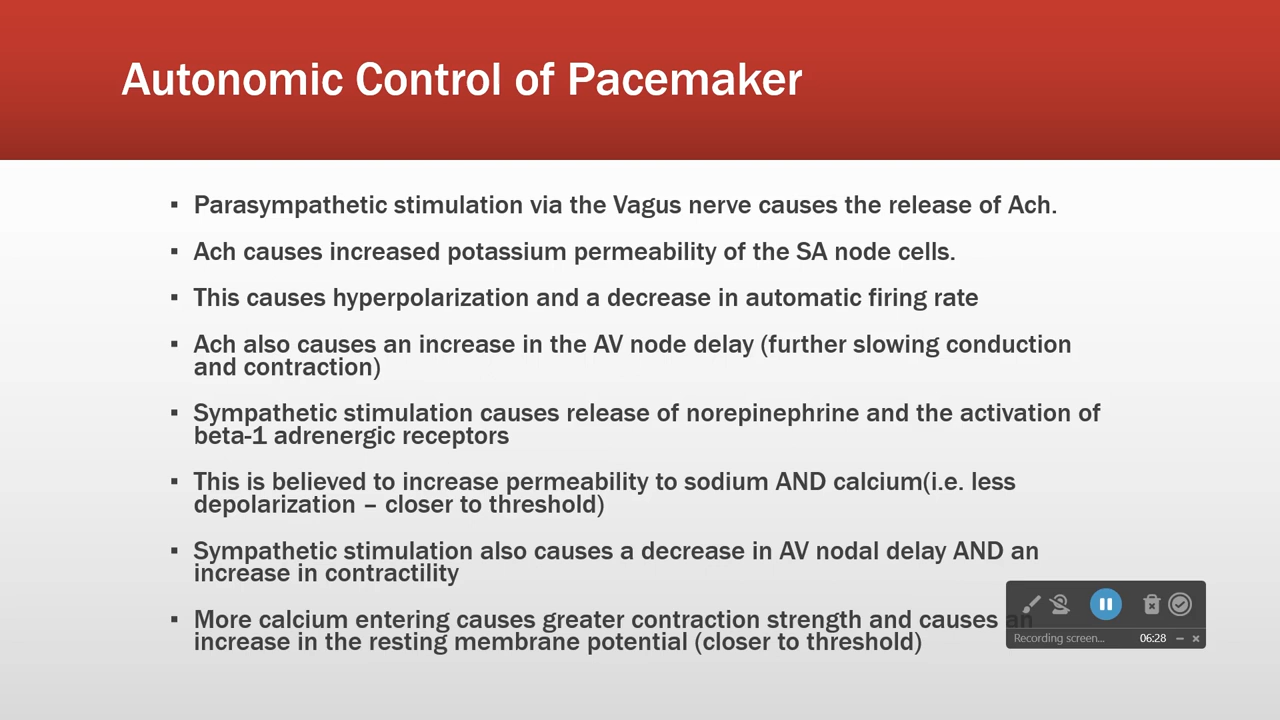 Autonomic Control of Pacemaker
▪ Parasympathetic stimulation via the Vagus nerve causes the release of Ach.
▪ Ach causes increased potassium permeability of the SA node cells.
▪ This causes hyperpolarization and a decrease in automatic firing rate
▪ Ach also causes an increase in the AV node delay (further slowing conduction
and contraction)
▪ Sympathetic stimulation causes release of norepinephrine and the activation of
beta-1 adrenergic receptors
▪ This is believed to increase permeability to sodium AND calcium(i.e. less
depolarization – closer to threshold)
▪ Sympathetic stimulation also causes a decrease in AV nodal delay AND an
increase in contractility
▪ More calcium entering causes greater contraction strength and causes an
increase in the resting membrane potential (closer to threshold)
Recording screen... 06:28